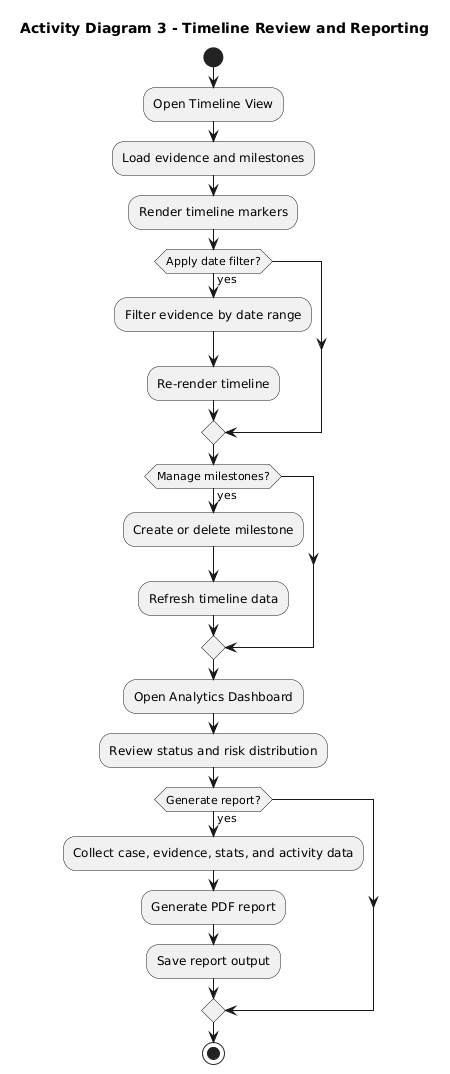 Activity Diagram 3 - Timeline Review and Reporting
Open Timeline View
Load evidence and milestones
Render timeline markers
Apply date filter?
yes
Filter evidence by date range
Re-render timeline
Manage milestones?
yes
Create or delete milestone
Refresh timeline data
Open Analytics Dashboard
Review status and risk distribution
Generate report?
yes
Collect case, evidence, stats, and activity data
Generate PDF report
Save report output